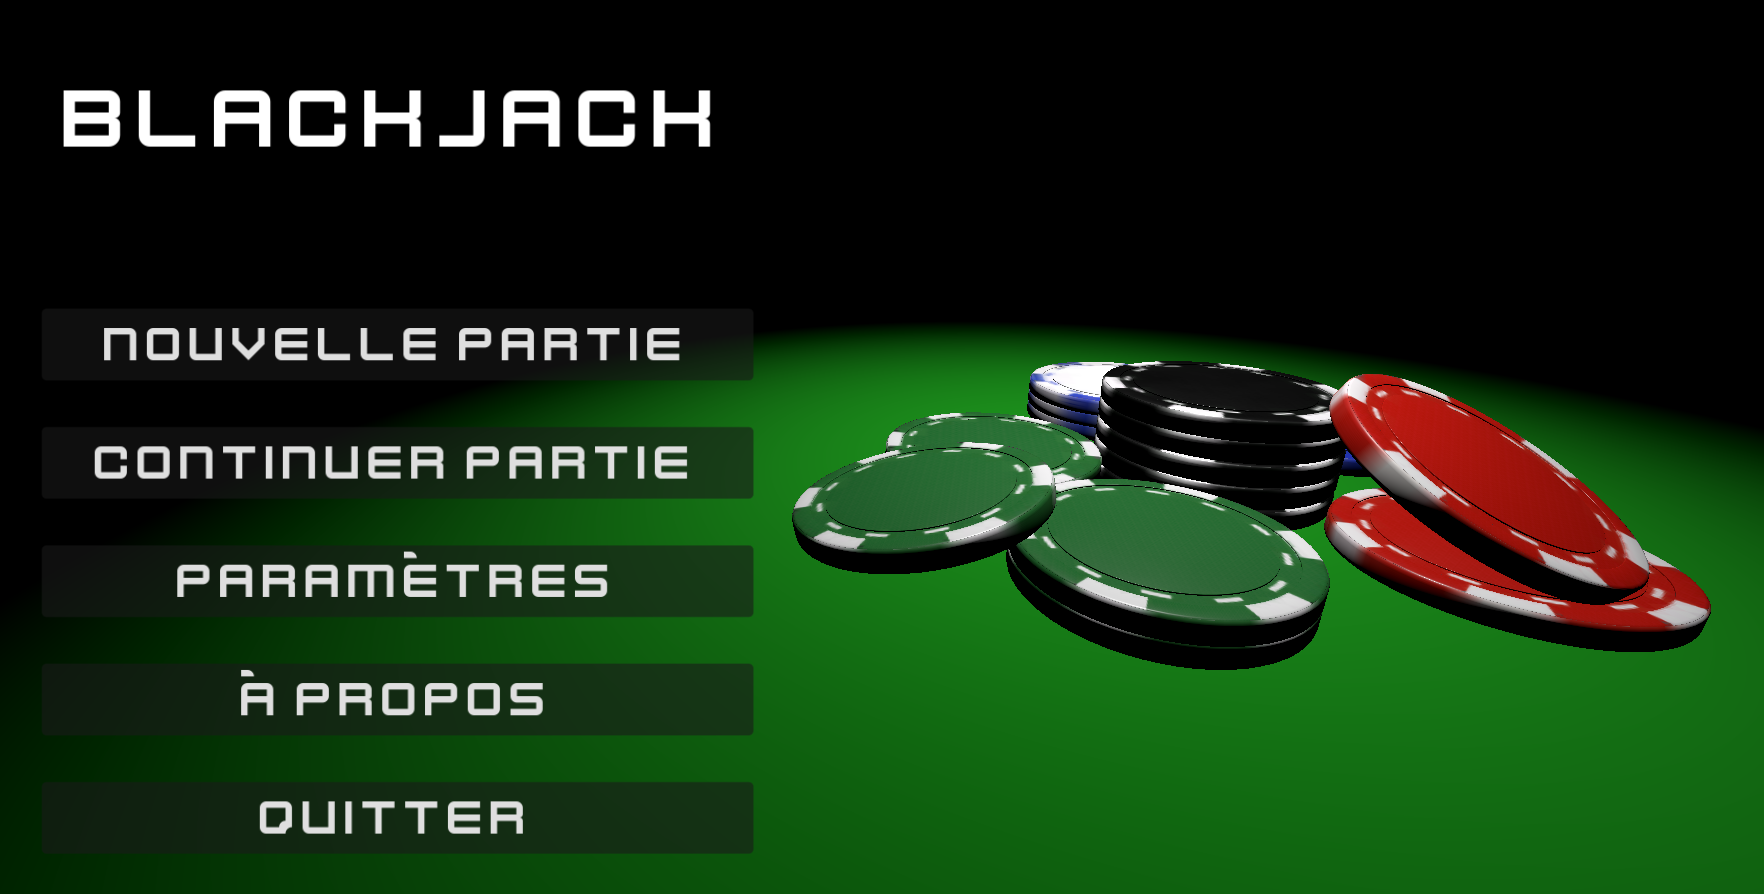 BLACKJACK
NOUVELLE PARTIE
CONTINUER PARTIE
PARAMÈTRES
À PROPOS
QUITTER